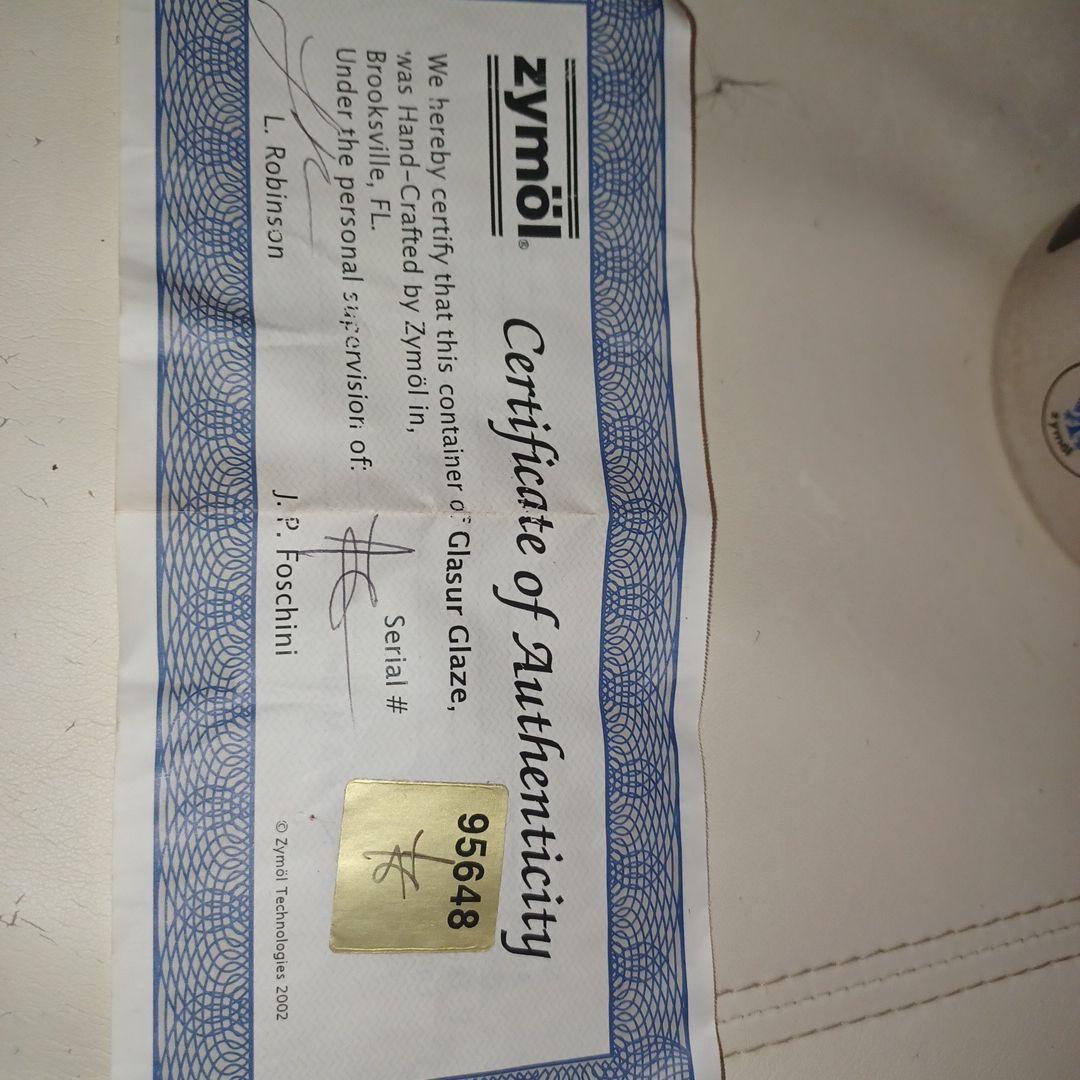 zymöl®
Certificate of Authenticity
We hereby certify that this container of Glasur Glaze,
was Hand-Crafted by Zymöl in,
Brooksville, FL.
Under the personal supervision of:
Serial #
95648
L. Robinson
J. P. Foschini
© Zymöl Technologies 2002
zymöl